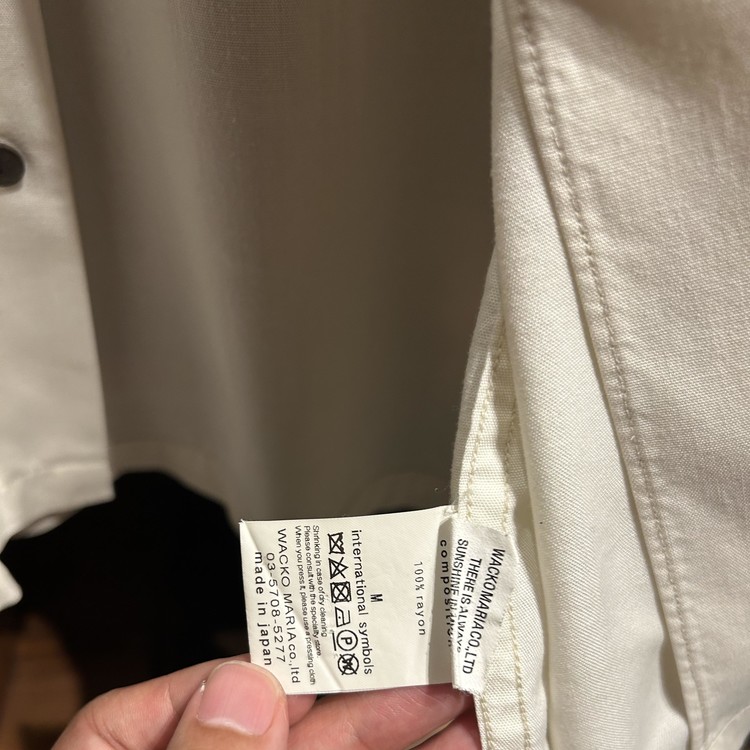 WACKOMARIA CO.,LTD
THERE IS ALWAYS
SUNSHINE IN
composition
100% rayon
M
international symbols
P
W
Shrinking in case of dry cleaning
Please consult with the specialty store.
When you press it, please use a pressing cloth
WACKO MARIA co.,ltd
03-5708-5277
made in japan